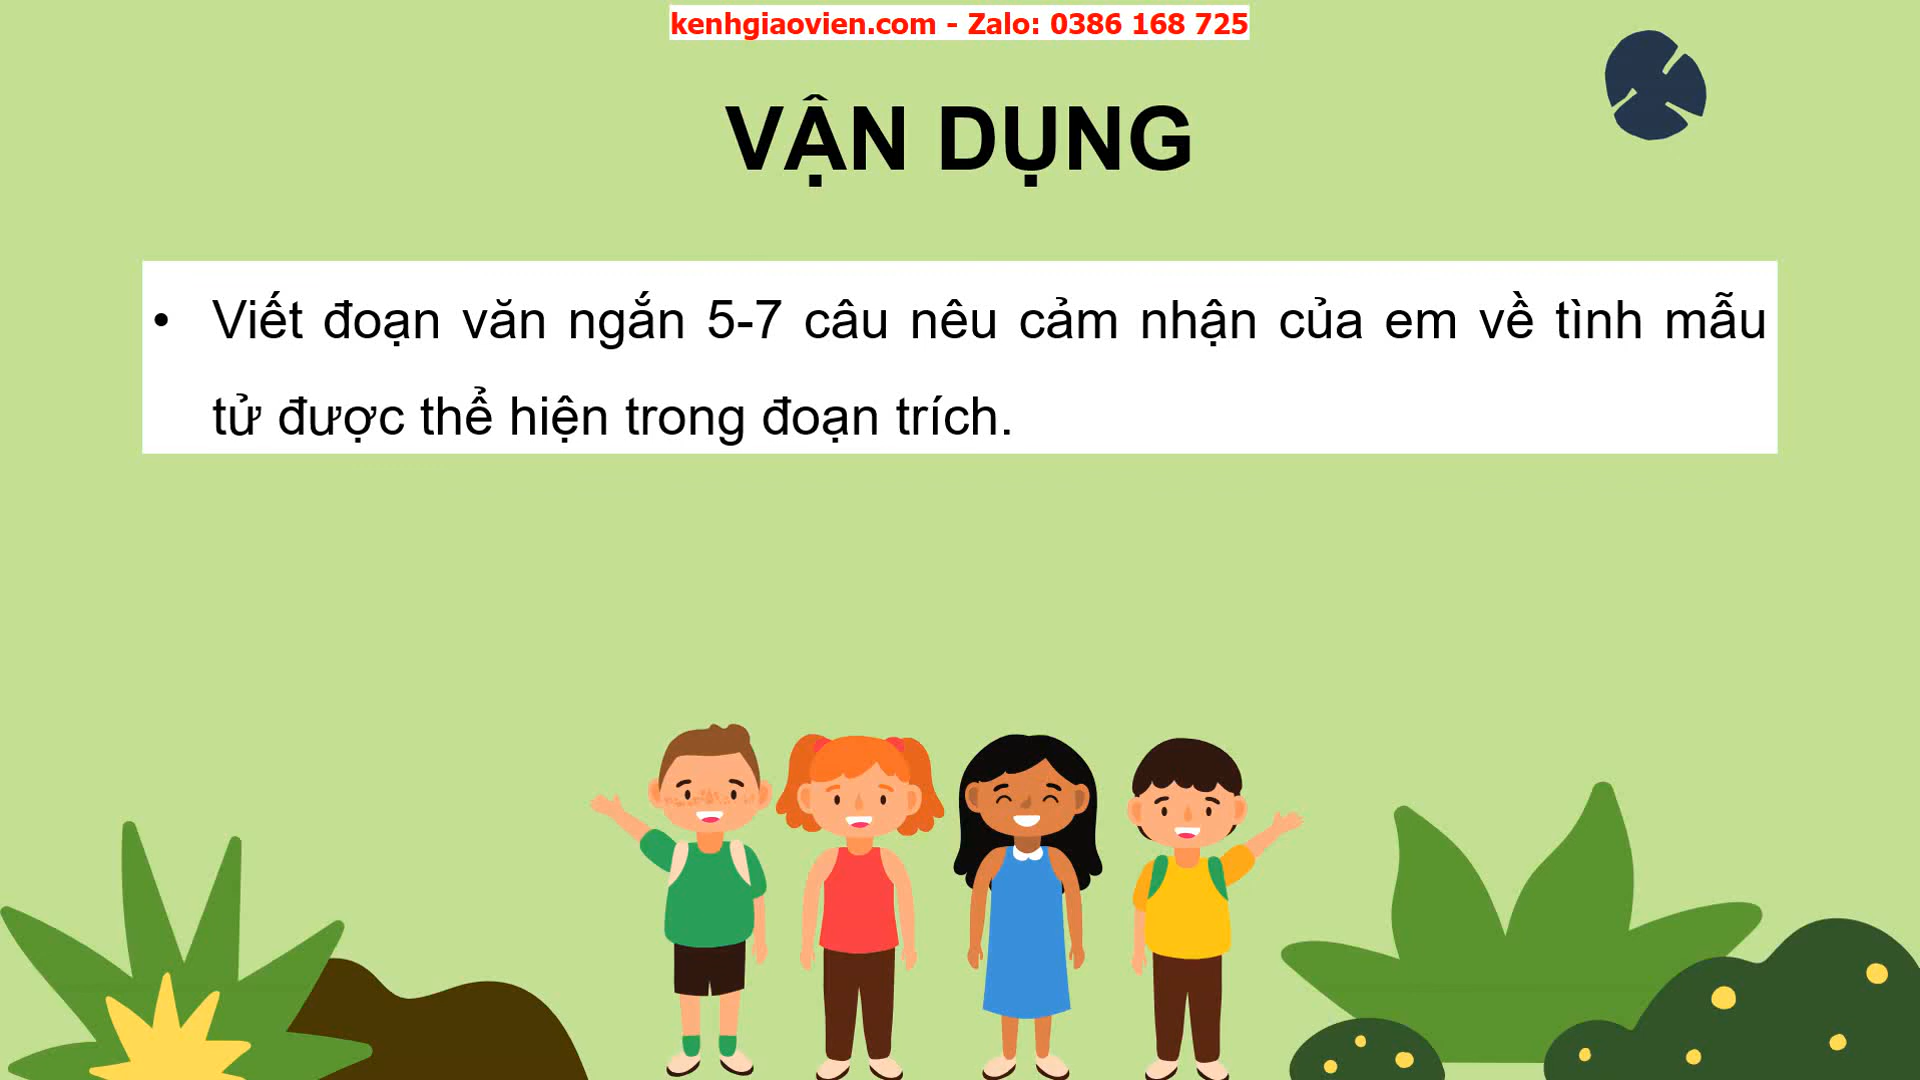 kenhgiaovien.com - Zalo: 0386 168 725
VẬN DỤNG
• Viết đoạn văn ngắn 5-7 câu nêu cảm nhận của em về tình mẫu
tử được thể hiện trong đoạn trích.